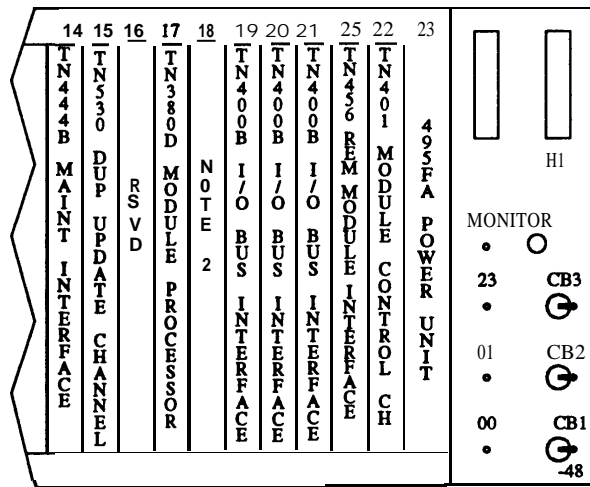 14 15 16 17 18 19 20 21 25 22 23
TN444B MAINT INTERFACE
TN530 DUP UPDATE CHANNEL
RSVD
TN380D MODULE PROCESSOR
NOTE 2
TN400B I/O BUS INTERFACE
TN400B I/O BUS INTERFACE
TN400B I/O BUS INTERFACE
TN456 REM MODULE INTERFACE
TN401 MODULE CONTROL CH
495FA POWER UNIT
H1
MONITOR
23 CB3
01 CB2
00 CB1
-48